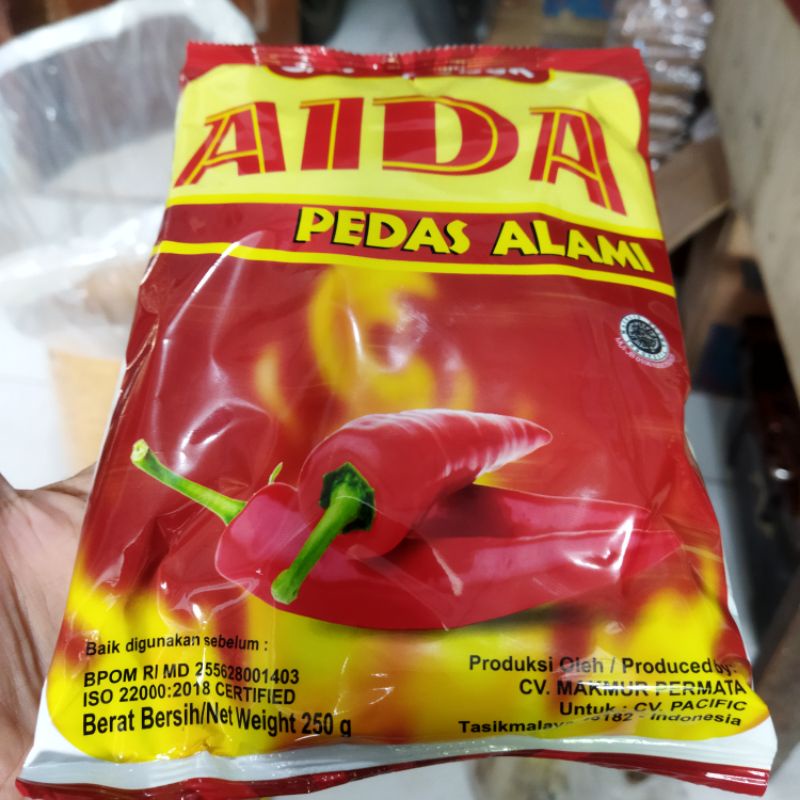 AIDA
PEDAS ALAMI
Baik digunakan sebelum :
BPOM RI MD 255628001403
ISO 22000:2018 CERTIFIED
Berat Bersih/Net Weight 250 g
Produksi Oleh / Produced by:
CV. MAKMUR PERMATA
Untuk : CV. PACIFIC
Indonesia